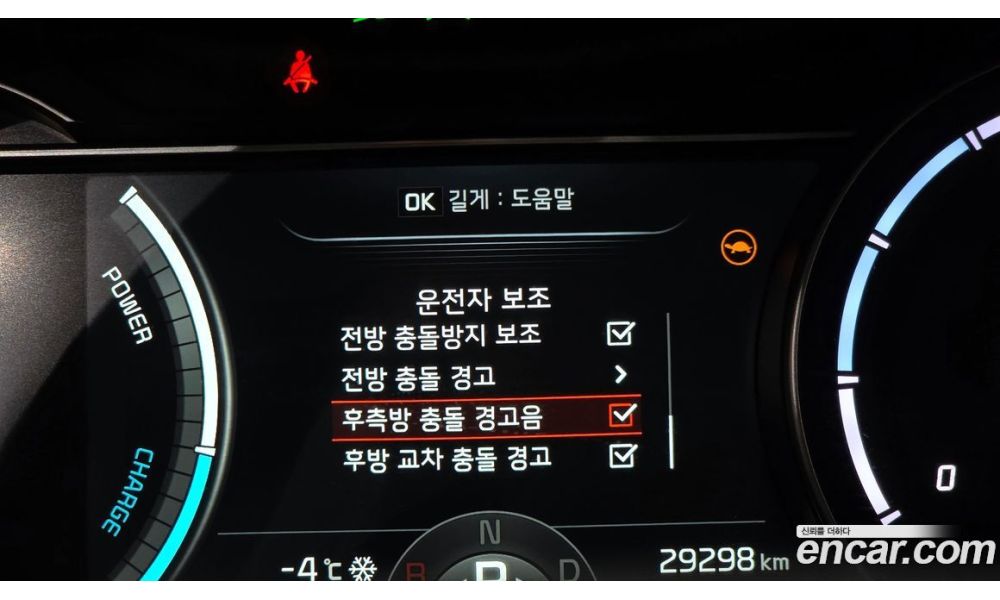 OK 길게 : 도움말
운전자 보조
전방 충돌방지 보조
전방 충돌 경고
후측방 충돌 경고음
후방 교차 충돌 경고
POWER
CHARGE
0
N
-4℃
R P D
29298 km
신뢰를 더하다
encar.com